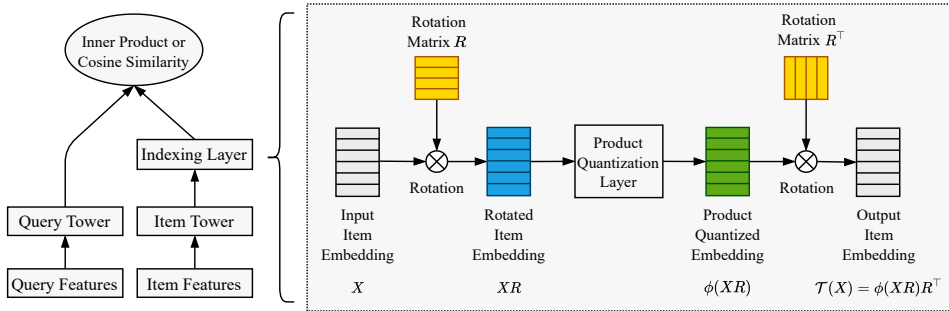 Inner Product or
Cosine Similarity
Indexing Layer
Query Tower
Item Tower
Query Features
Item Features
Rotation
Matrix R
Rotation
Matrix R⊤
Product
Quantization
Layer
Rotation
Rotation
Input
Item
Embedding
Rotated
Item
Embedding
Product
Quantized
Embedding
Output
Item
Embedding
X
XR
ϕ(XR)
𝒯(X) = ϕ(XR)R⊤